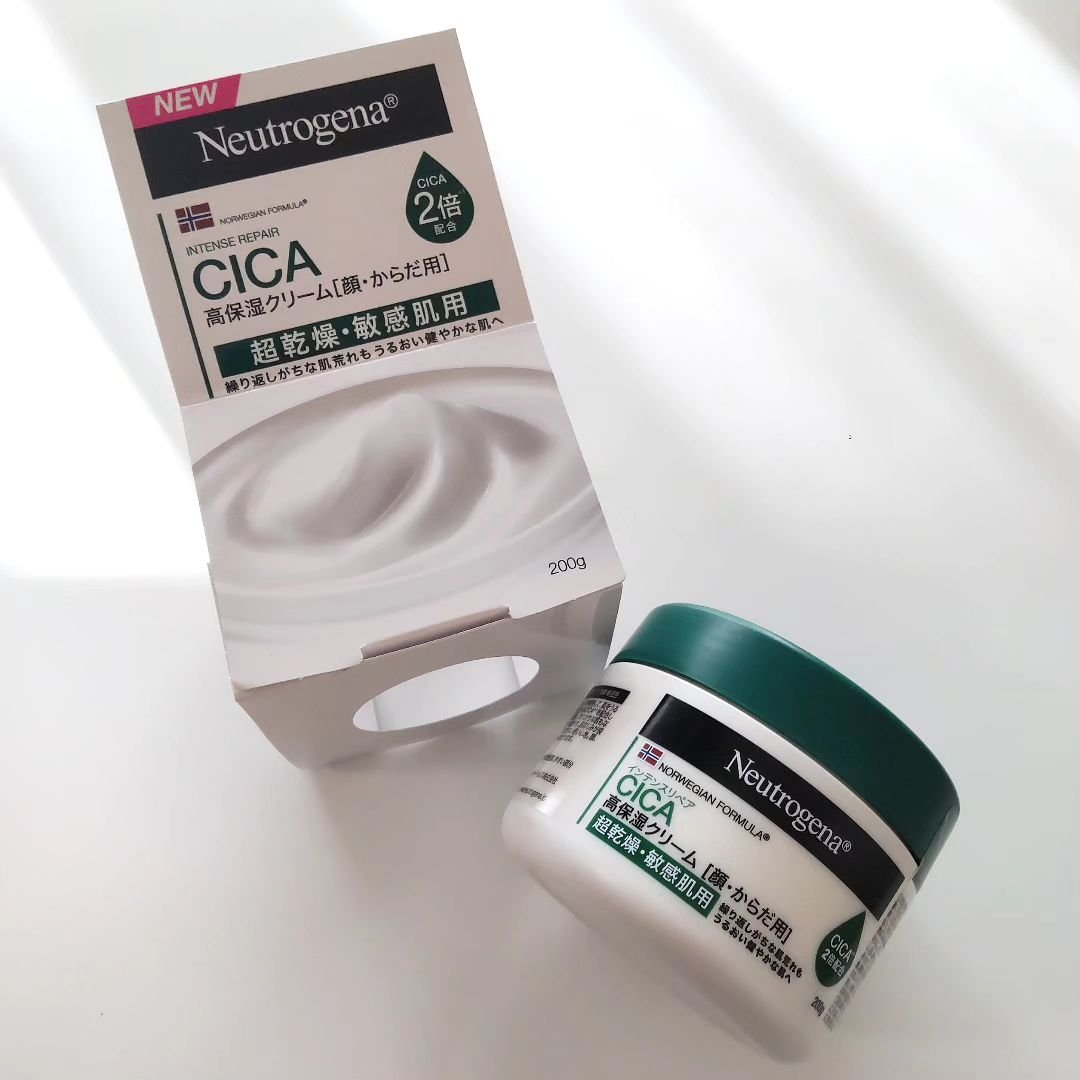 NEW
Neutrogena®
CICA
2倍
配合
NORWEGIAN FORMULA®
INTENSE REPAIR
CICA
高保湿クリーム[顔・からだ用]
超乾燥・敏感肌用
繰り返しがちな肌荒れもうるおい健やかな肌へ
200g
Neutrogena®
NORWEGIAN FORMULA®
インテンスリペア
CICA
高保湿クリーム [顔・からだ用]
超乾燥・敏感肌用
繰り返しがちな肌荒れも
うるおい健やかな肌へ
CICA
2倍配合
200g